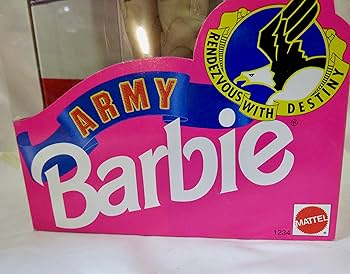 RENDEZVOUS WITH DESTINY
ARMY
Barbie®
MATTEL
1234